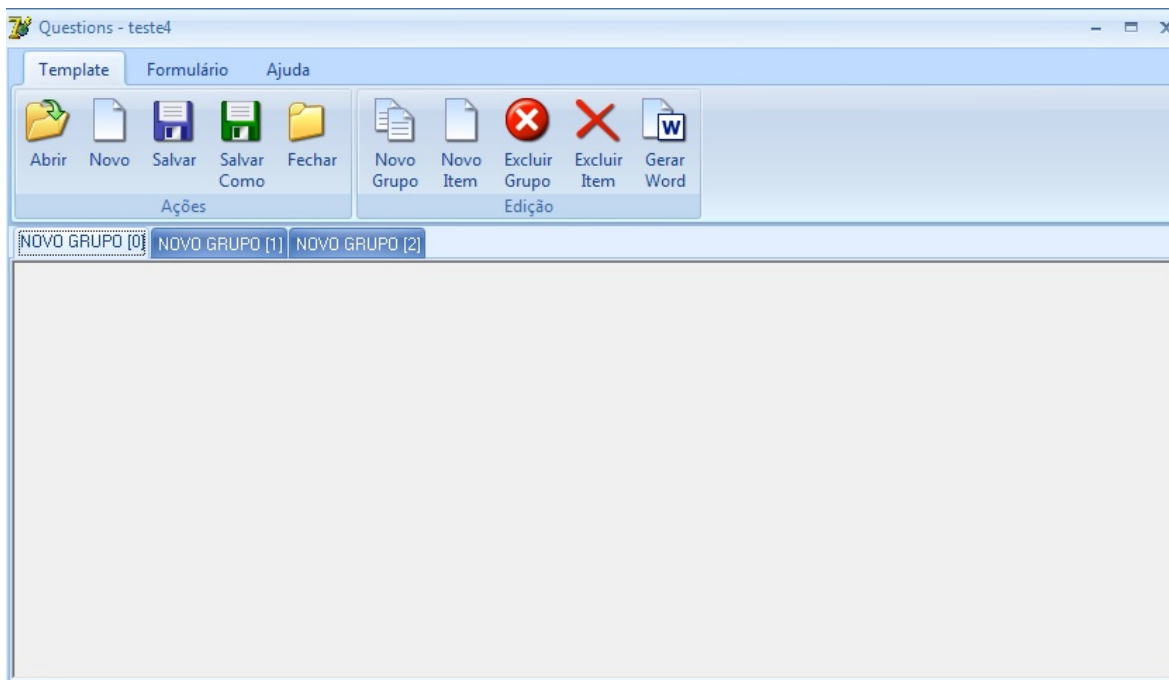 Questions - teste4
Template Formulário Ajuda
Abrir Novo Salvar Salvar Como Fechar Novo Grupo Novo Item Excluir Grupo Excluir Item Gerar Word
Ações Edição
NOVO GRUPO [0] NOVO GRUPO [1] NOVO GRUPO [2]